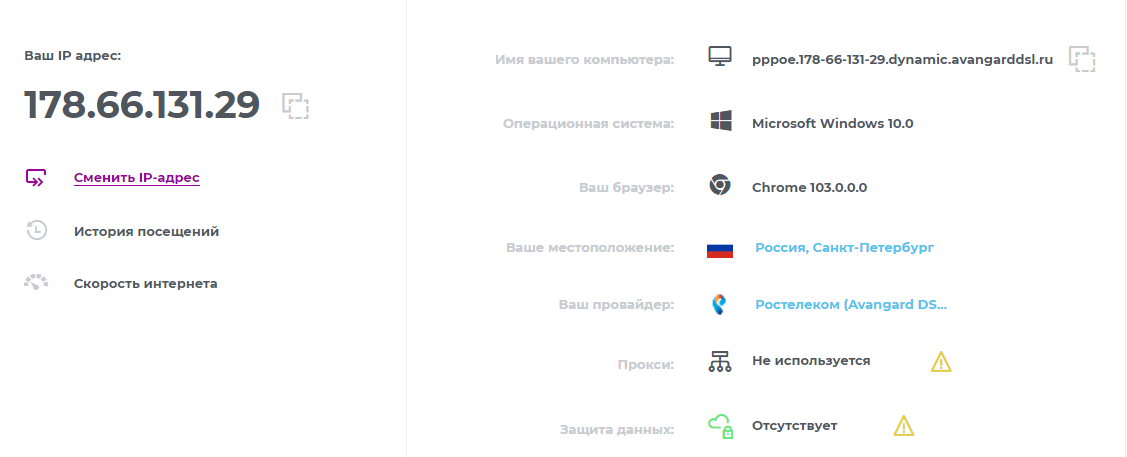 Ваш IP адрес:
178.66.131.29
Сменить IP-адрес
История посещений
Скорость интернета
Имя вашего компьютера: pppoe.178-66-131-29.dynamic.avangarddsl.ru
Операционная система: Microsoft Windows 10.0
Ваш браузер: Chrome 103.0.0.0
Ваше местоположение: Россия, Санкт-Петербург
Ваш провайдер: Ростелеком (Avangard DS...
Прокси: Не используется
Защита данных: Отсутствует